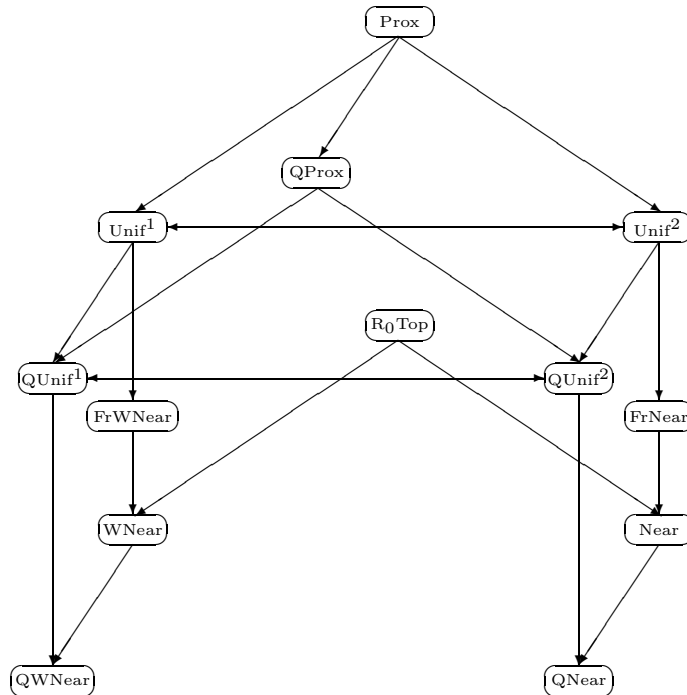 Prox
QProx
Unif¹ Unif²
R₀Top
QUnif¹ QUnif²
FrWNear FrNear
WNear Near
QWNear QNear